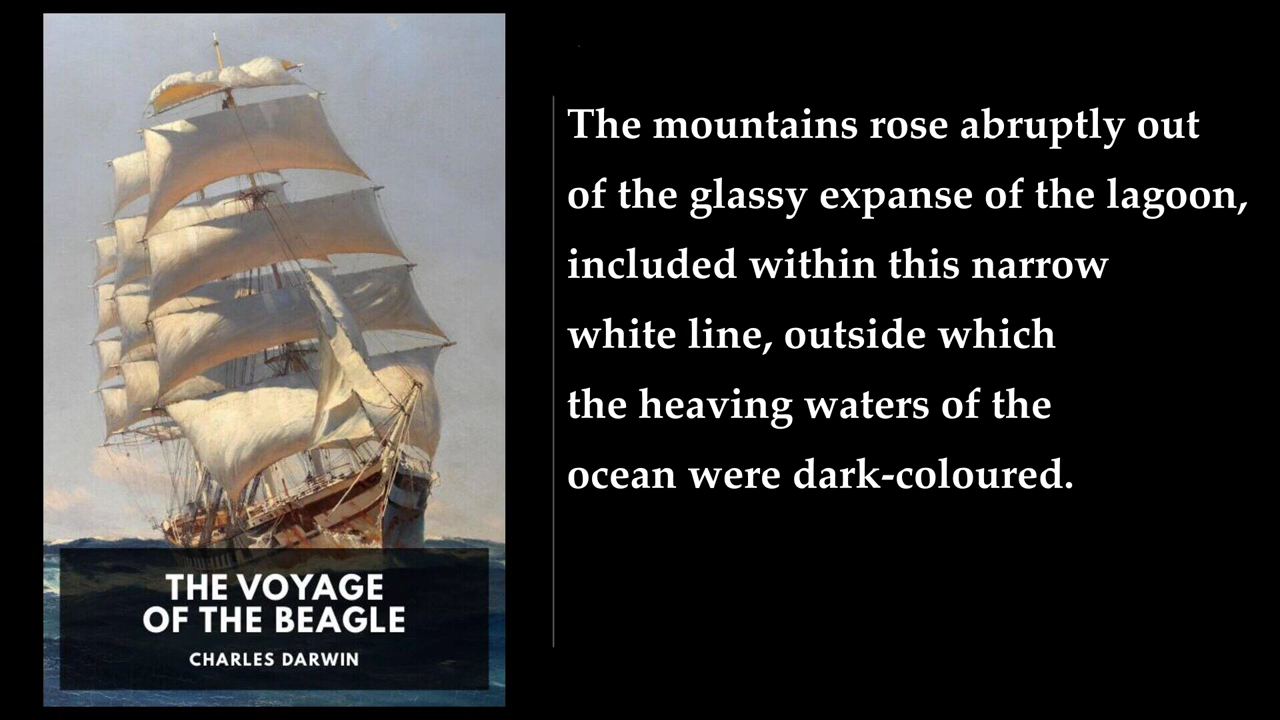 The mountains rose abruptly out
of the glassy expanse of the lagoon,
included within this narrow
white line, outside which
the heaving waters of the
ocean were dark-coloured.
THE VOYAGE
OF THE BEAGLE
CHARLES DARWIN